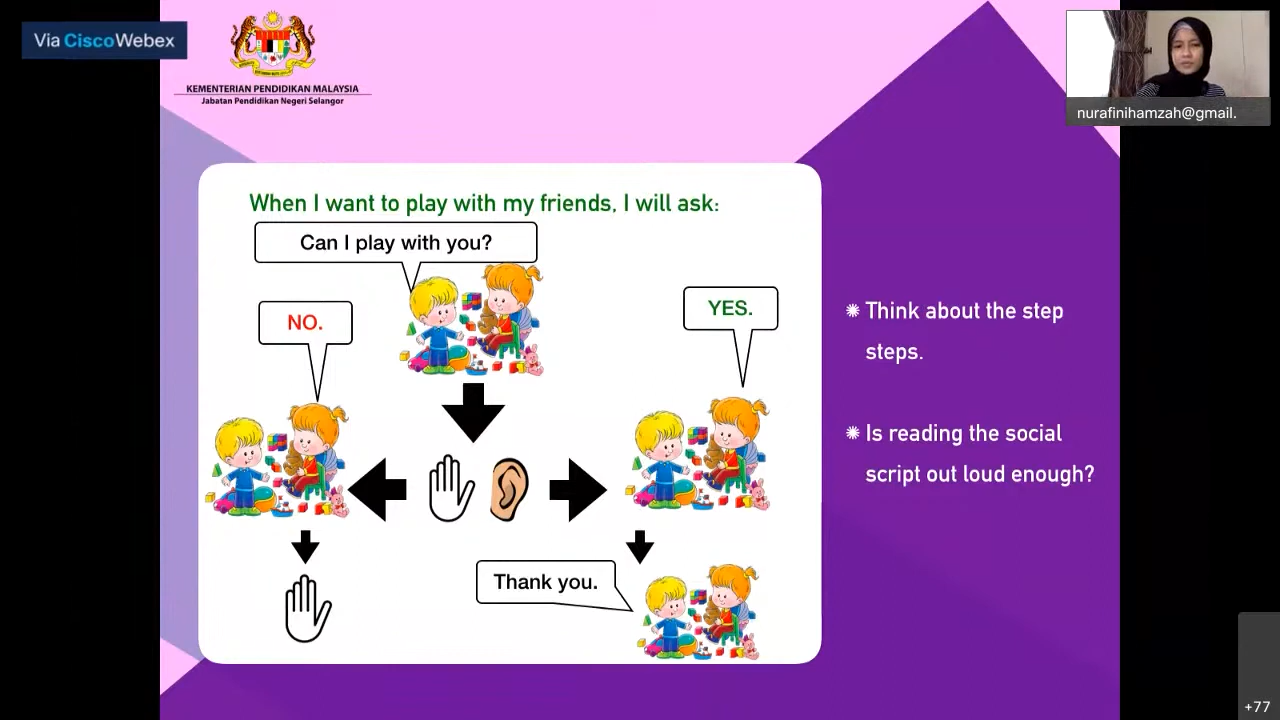 Via CiscoWebex
KEMENTERIAN PENDIDIKAN MALAYSIA
Jabatan Pendidikan Negeri Selangor
nurafinihamzah@gmail.
When I want to play with my friends, I will ask:
Can I play with you?
NO.
YES.
Thank you.
Think about the step
steps.
Is reading the social
script out loud enough?
+77